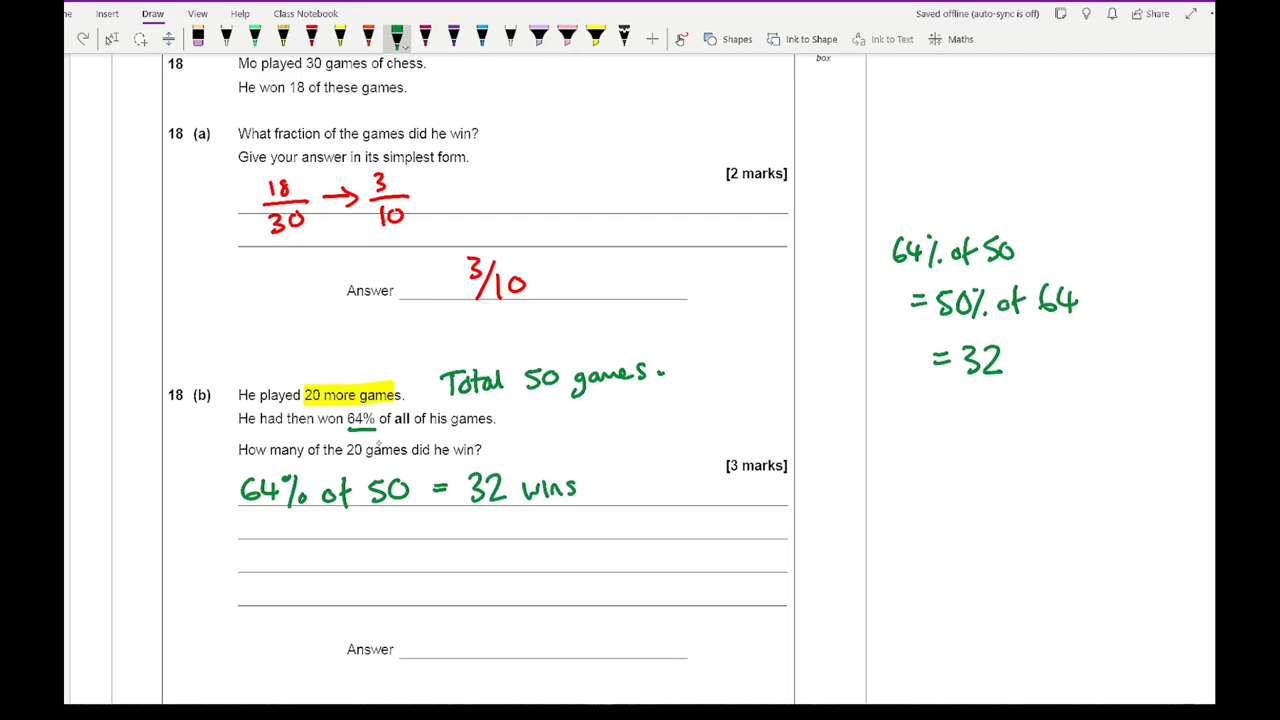 me Insert Draw View Help Class Notebook Saved offline (auto-sync is off) Share
Shapes Ink to Shape Ink to Text Maths
box
18 Mo played 30 games of chess.
He won 18 of these games.
18 (a) What fraction of the games did he win?
Give your answer in its simplest form.
[2 marks]
18/30 → 3/10
Answer 3/10
64% of 50
= 50% of 64
= 32
Total 50 games.
18 (b) He played 20 more games.
He had then won 64% of all of his games.
How many of the 20 games did he win?
[3 marks]
64% of 50 = 32 wins
Answer